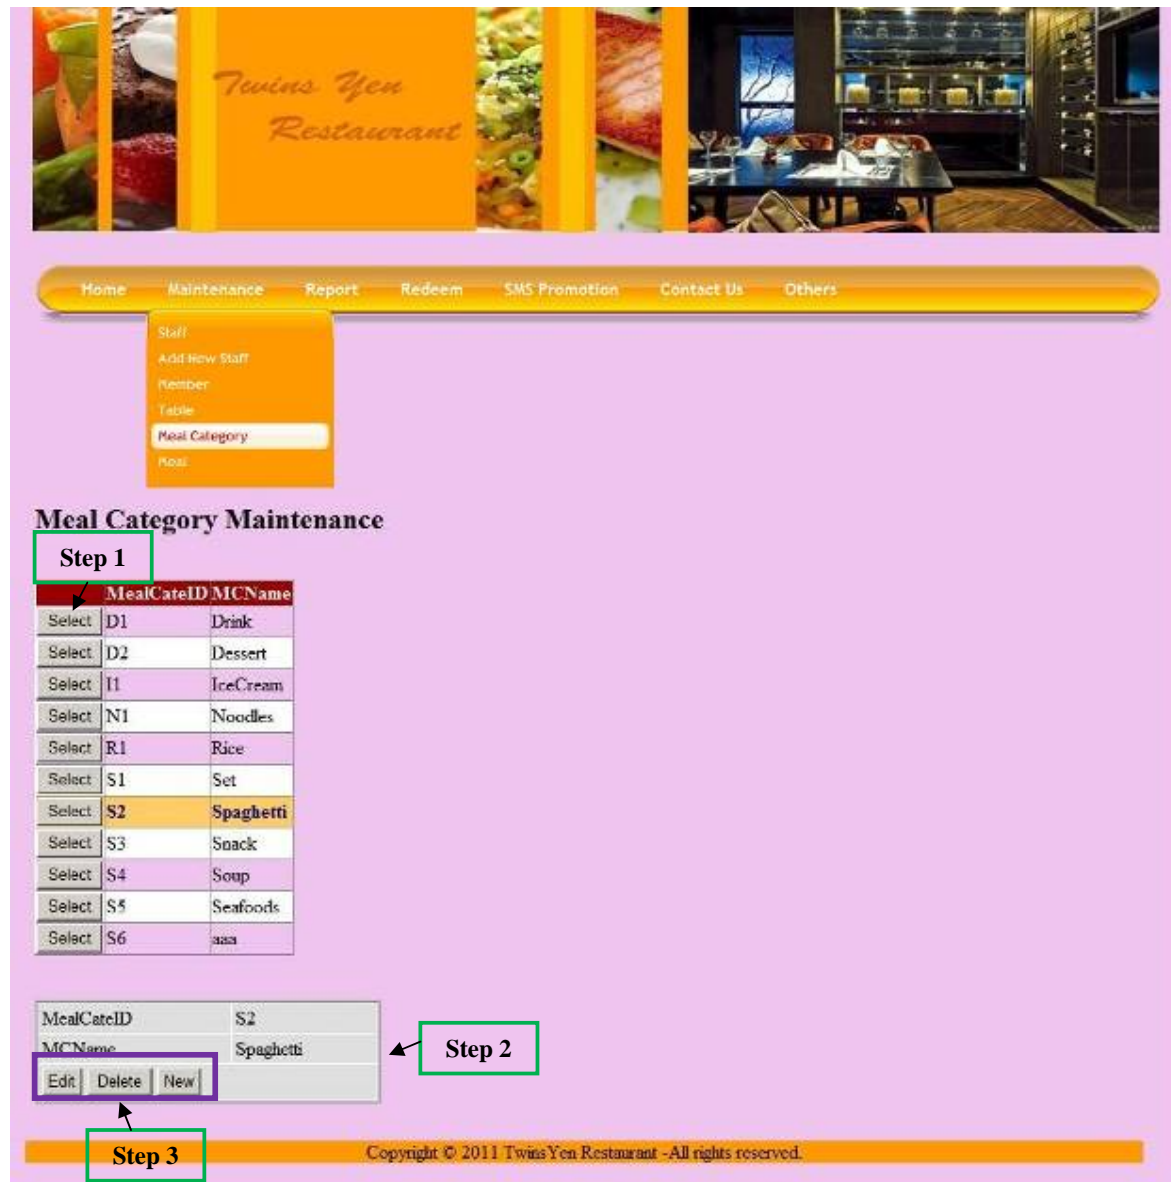 Twins Yen
Restaurant
Home Maintenance Report Redeem SMS Promotion Contact Us Others
Staff
Add New Staff
Member
Table
Meal Category
Meal
Meal Category Maintenance
Step 1
MealCateID MCName
Select D1 Drink
Select D2 Dessert
Select I1 IceCream
Select N1 Noodles
Select R1 Rice
Select S1 Set
Select S2 Spaghetti
Select S3 Snack
Select S4 Soup
Select S5 Seafoods
Select S6 aaa
MealCateID S2
MCName Spaghetti
Step 2
Edit Delete New
Step 3
Copyright © 2011 TwinsYen Restaurant -All rights reserved.